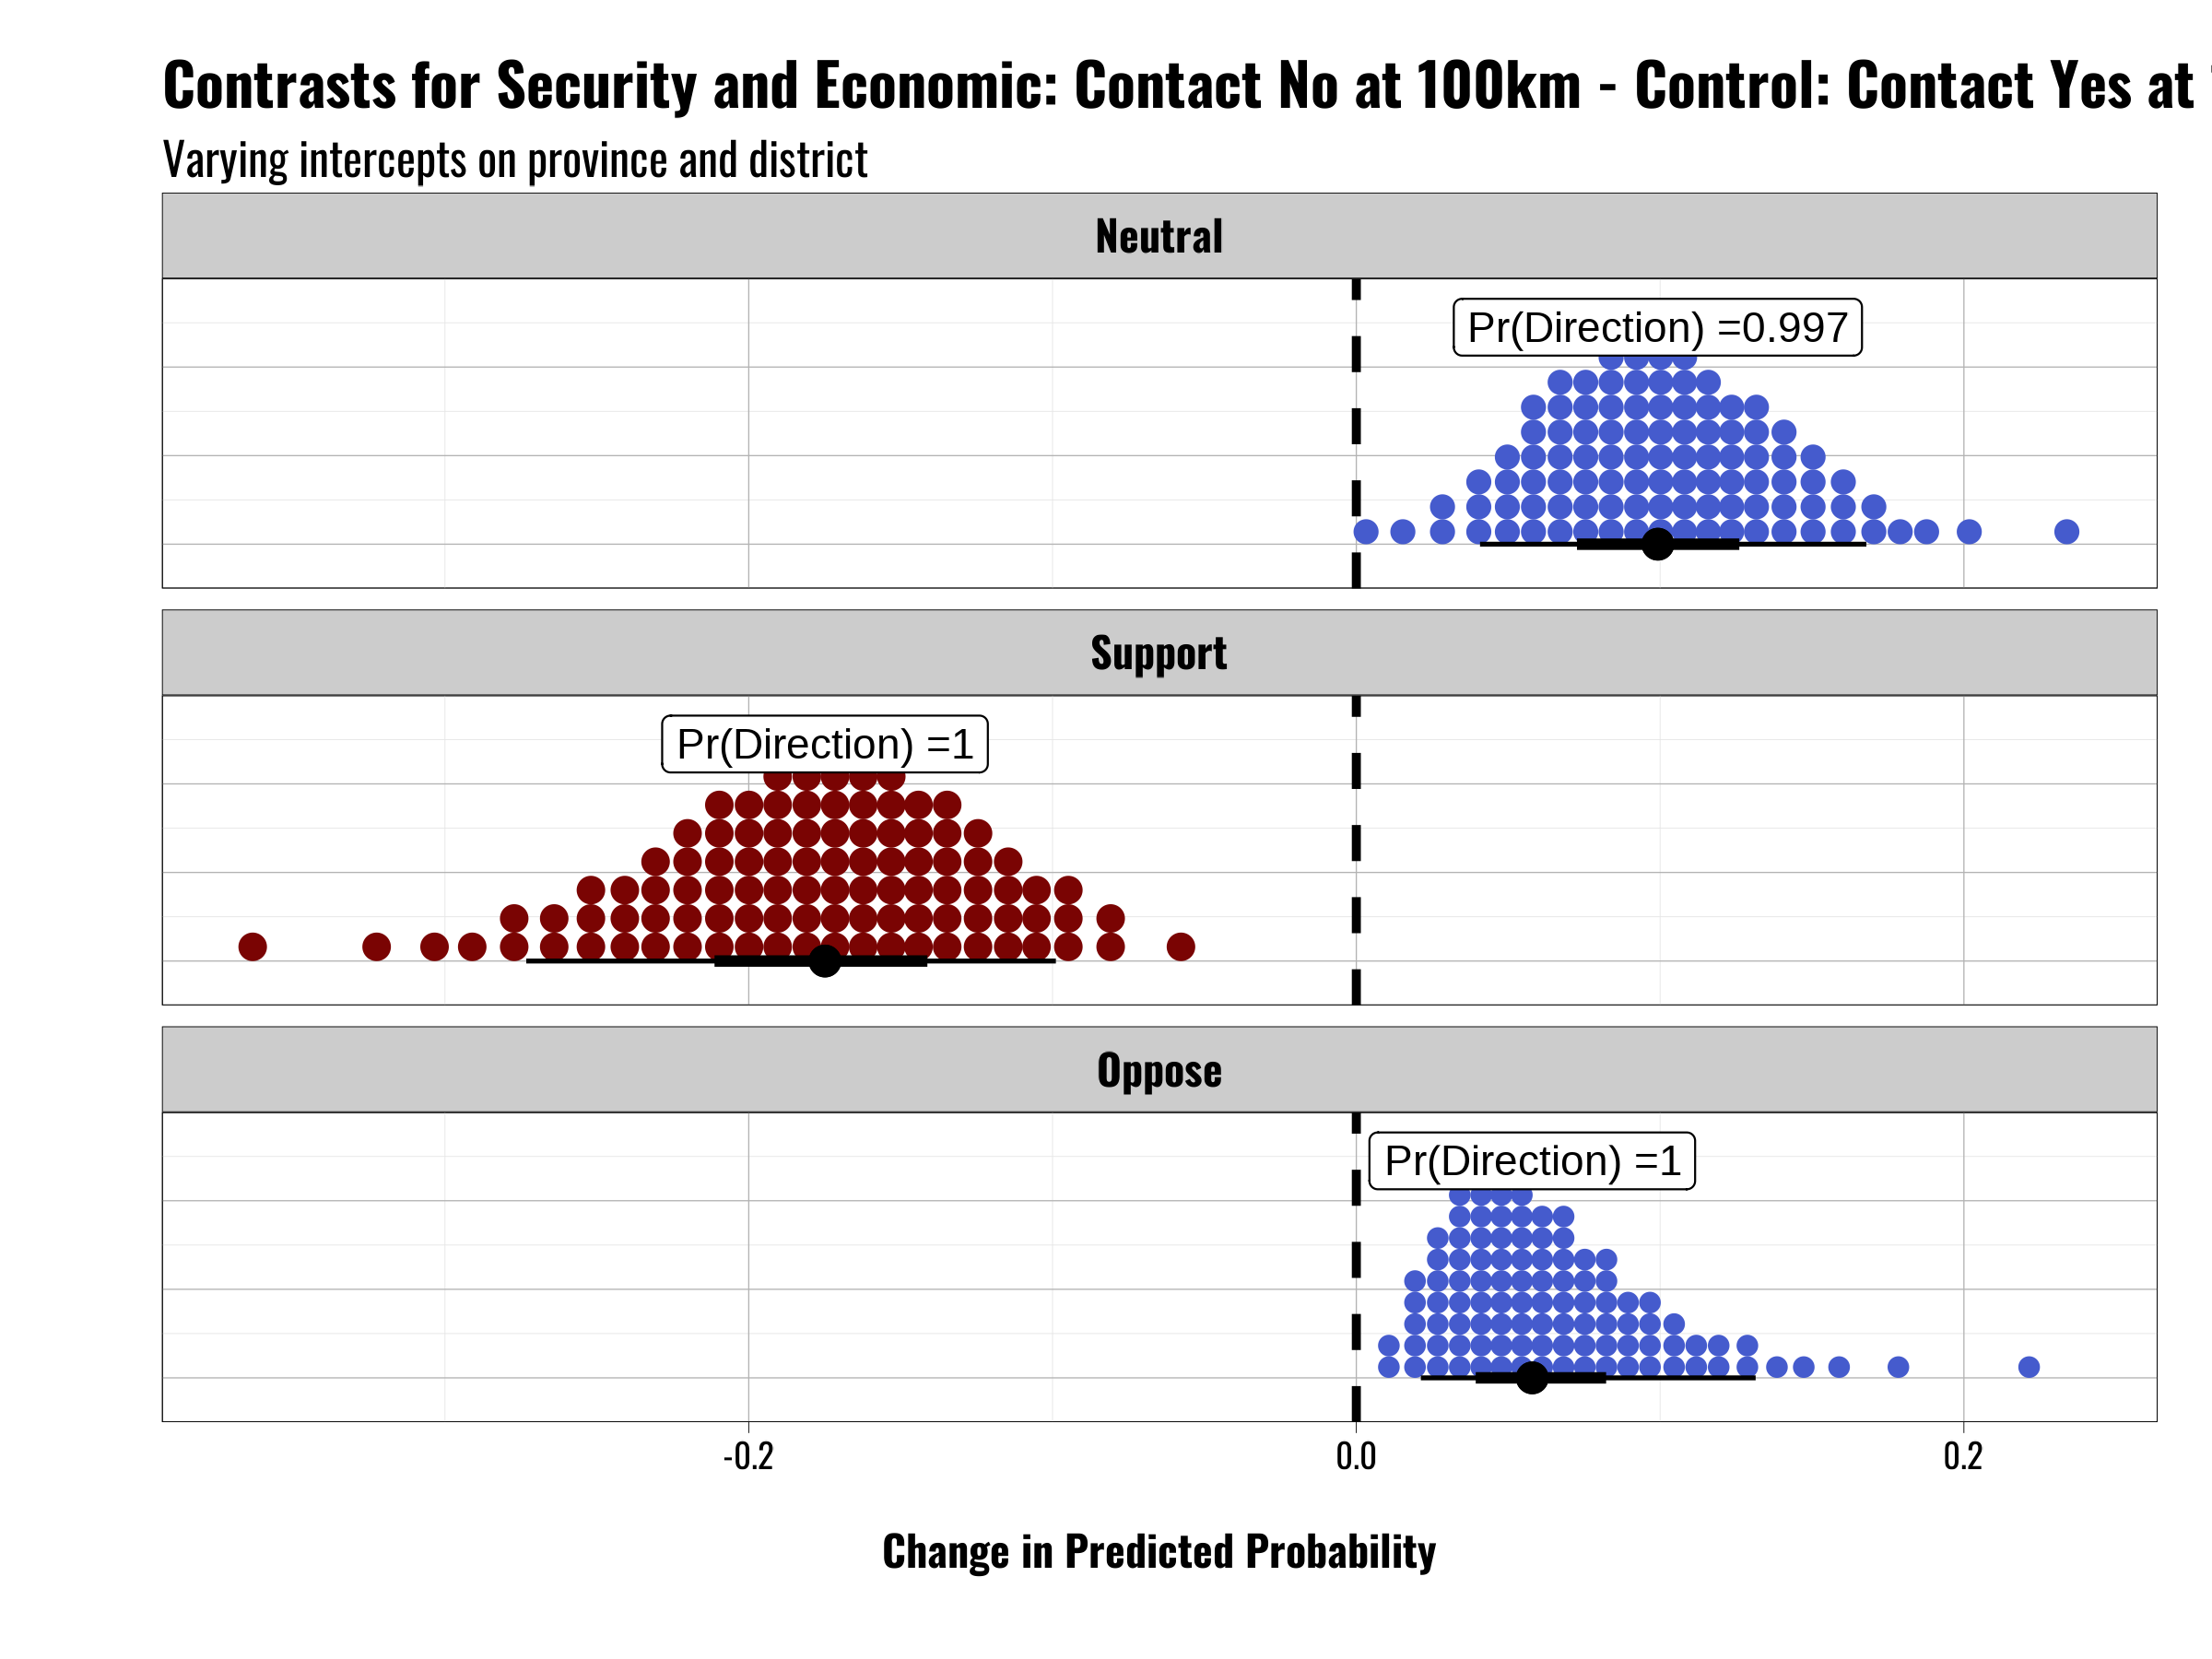 Contrasts for Security and Economic: Contact No at 100km - Control: Contact Yes at
Varying intercepts on province and district
Neutral
Pr(Direction) =0.997
Support
Pr(Direction) =1
Oppose
Pr(Direction) =1
-0.2 0.0 0.2
Change in Predicted Probability